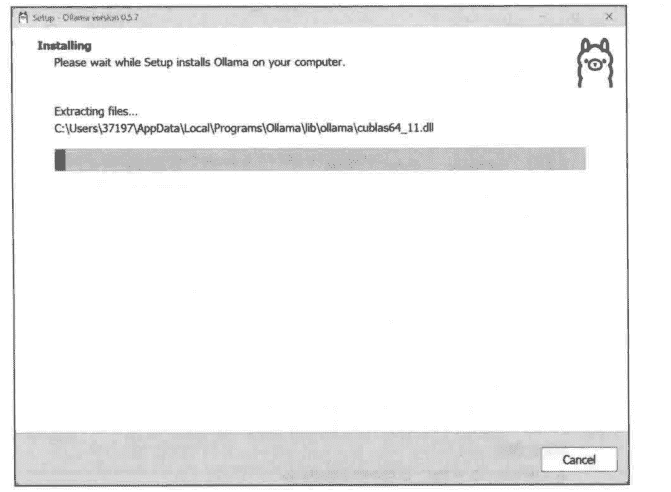 Setup - Ollama version 0.5.7
Installing
Please wait while Setup installs Ollama on your computer.
Extracting files...
C:\Users\37197\AppData\Local\Programs\Ollama\lib\ollama\cublas64_11.dll
Cancel